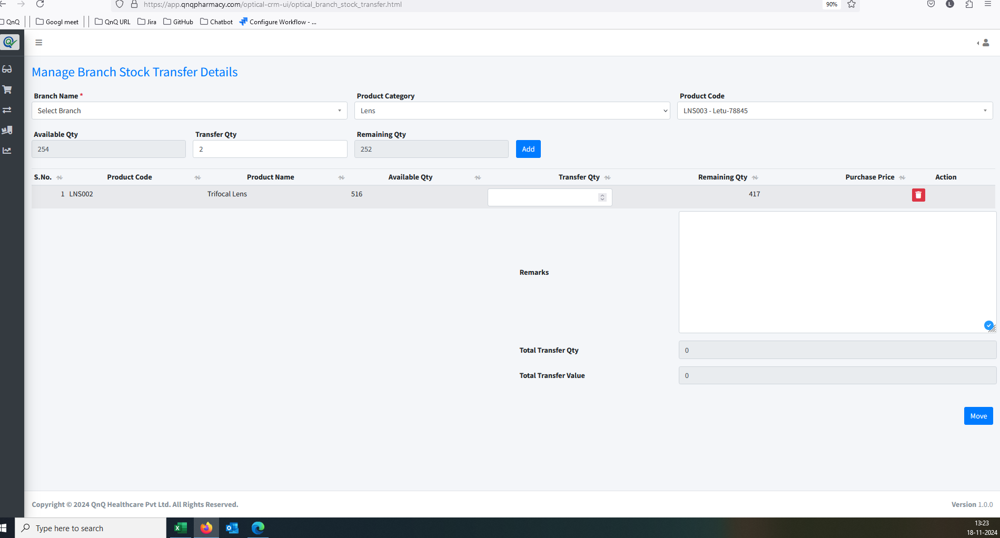 https://app.qnqpharmacy.com/optical-crm-ui/optical_branch_stock_transfer.html 90% L
QnQ Googl meet QnQ URL Jira GitHub Chatbot Configure Workflow - ...
Manage Branch Stock Transfer Details
Branch Name * Product Category Product Code
Select Branch Lens LNS003 - Letu-78845
Available Qty Transfer Qty Remaining Qty
254 2 252 Add
S.No. Product Code Product Name Available Qty Transfer Qty Remaining Qty Purchase Price Action
1 LNS002 Trifocal Lens 516 417
Remarks
Total Transfer Qty 0
Total Transfer Value 0
Move
Copyright © 2024 QnQ Healthcare Pvt Ltd. All Rights Reserved. Version 1.0.0
Type here to search 13:23
18-11-2024